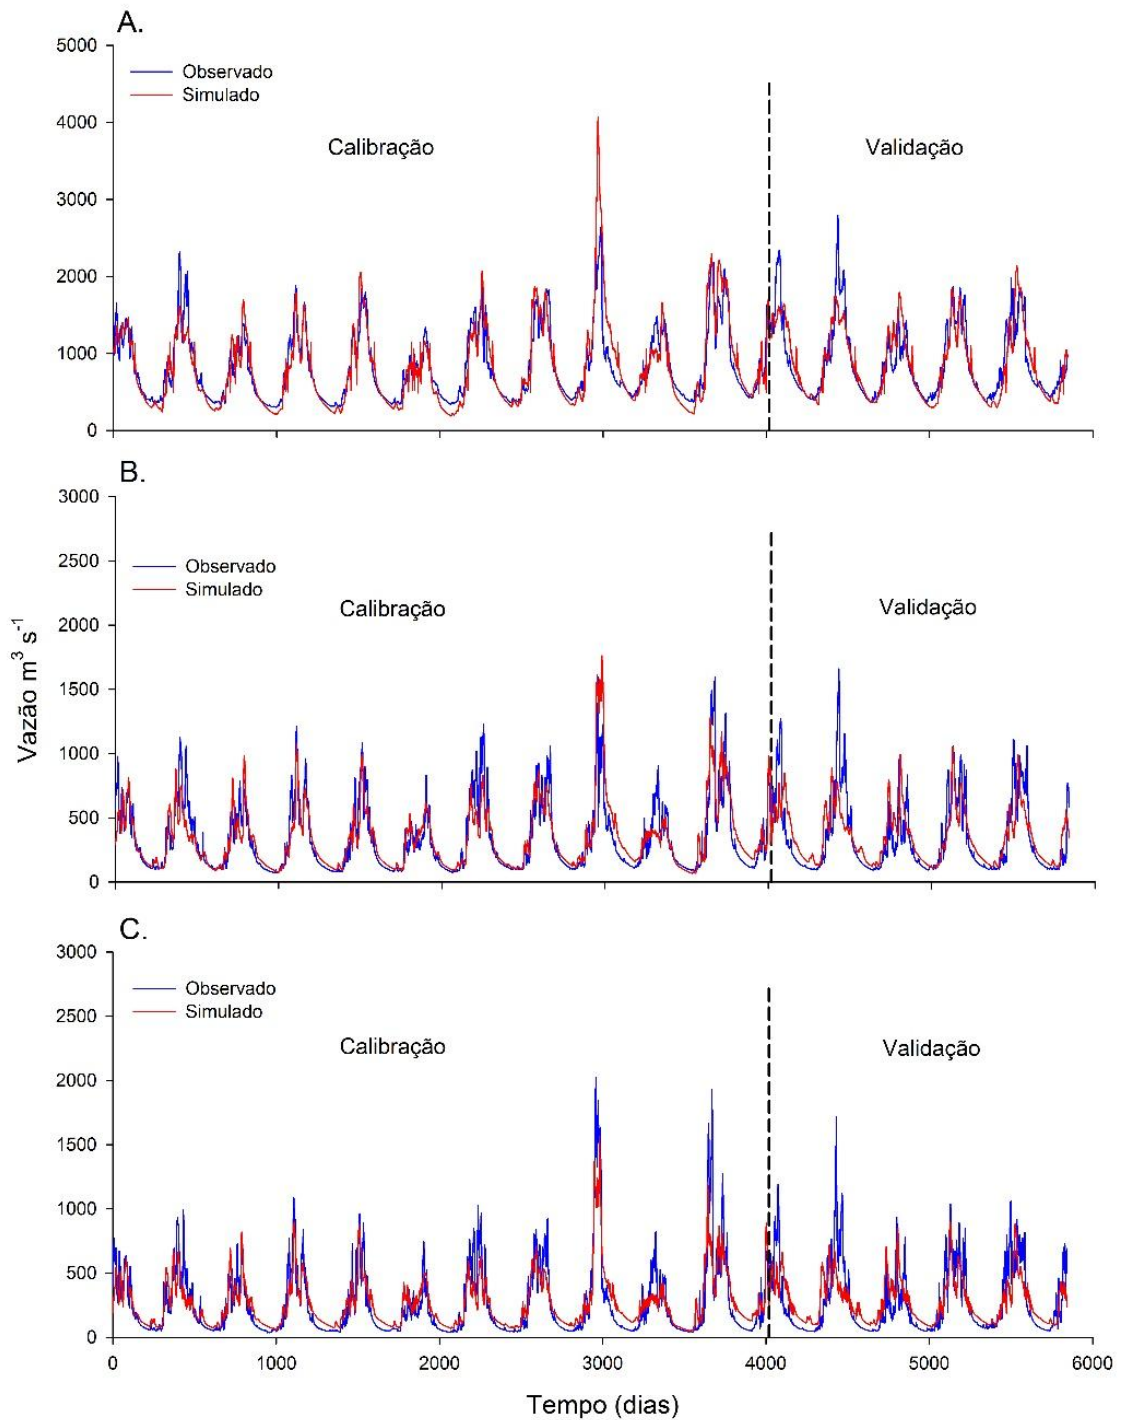 A.
5000
4000
3000
2000
1000
0
Observado
Simulado
Calibração
Validação
B.
3000
2500
2000
1500
1000
500
0
Observado
Simulado
Calibração
Validação
Vazão m³ s⁻¹
C.
3000
2500
2000
1500
1000
500
0
Observado
Simulado
Calibração
Validação
0 1000 2000 3000 4000 5000 6000
Tempo (dias)